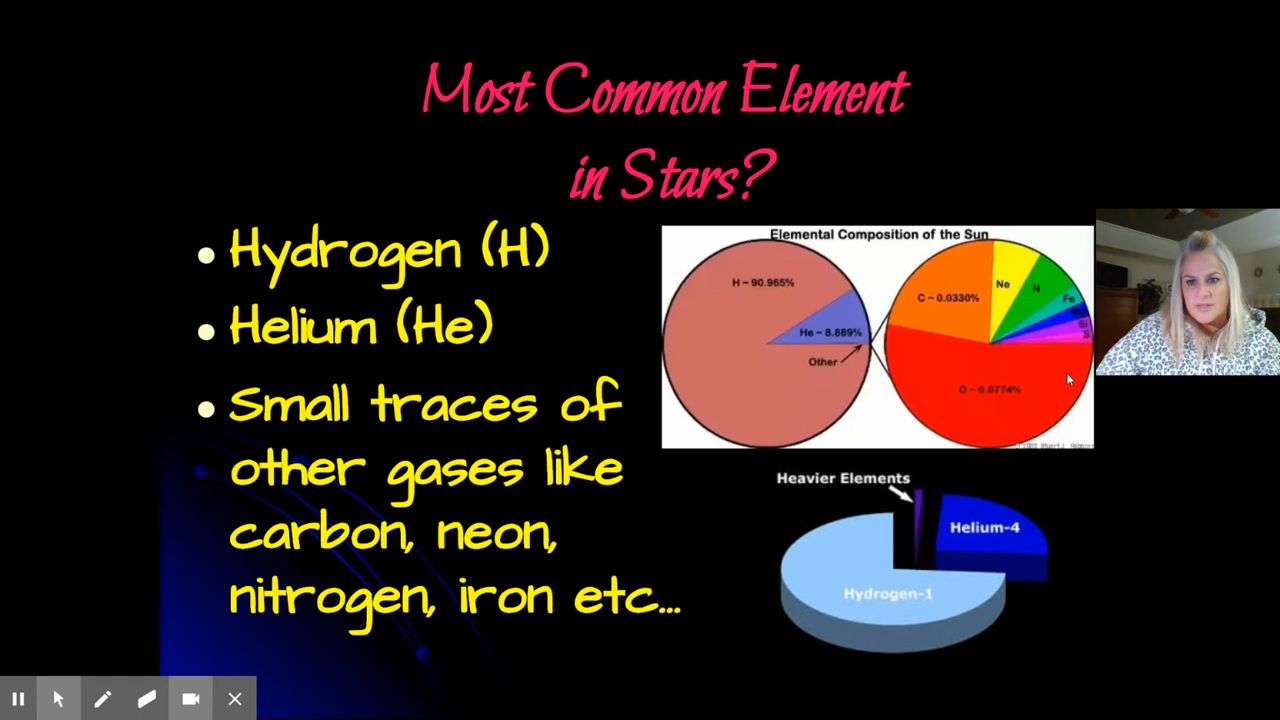 Most Common Element
in Stars?
• Hydrogen (H)
• Helium (He)
• Small traces of
other gases like
carbon, neon,
nitrogen, iron etc...
Elemental Composition of the Sun
H ~ 90.965%
He ~ 8.889%
Other
C ~ 0.0330%
Ne
N
Fe
Si
S
O ~ 0.0774%
Heavier Elements
Helium-4
Hydrogen-1